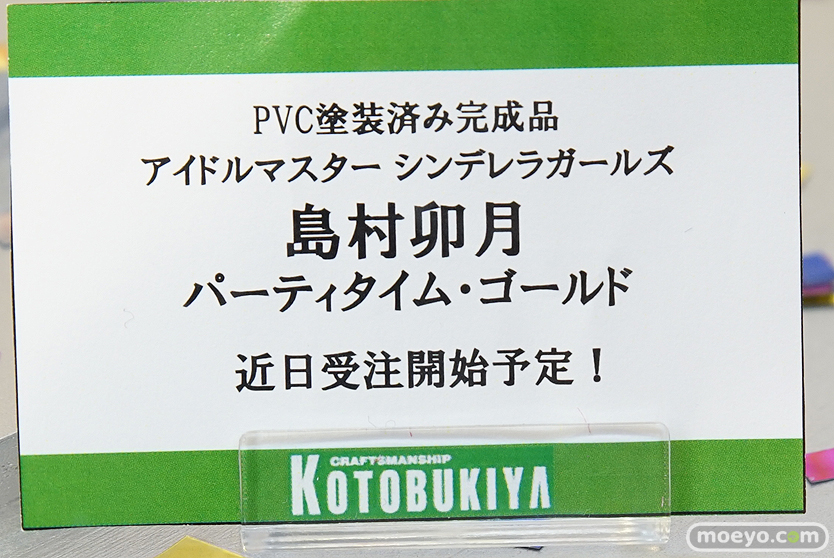 PVC塗装済み完成品
アイドルマスター シンデレラガールズ
島村卯月
パーティタイム・ゴールド
近日受注開始予定！
CRAFTSMANSHIP
KOTOBUKIYA
moeyo.com